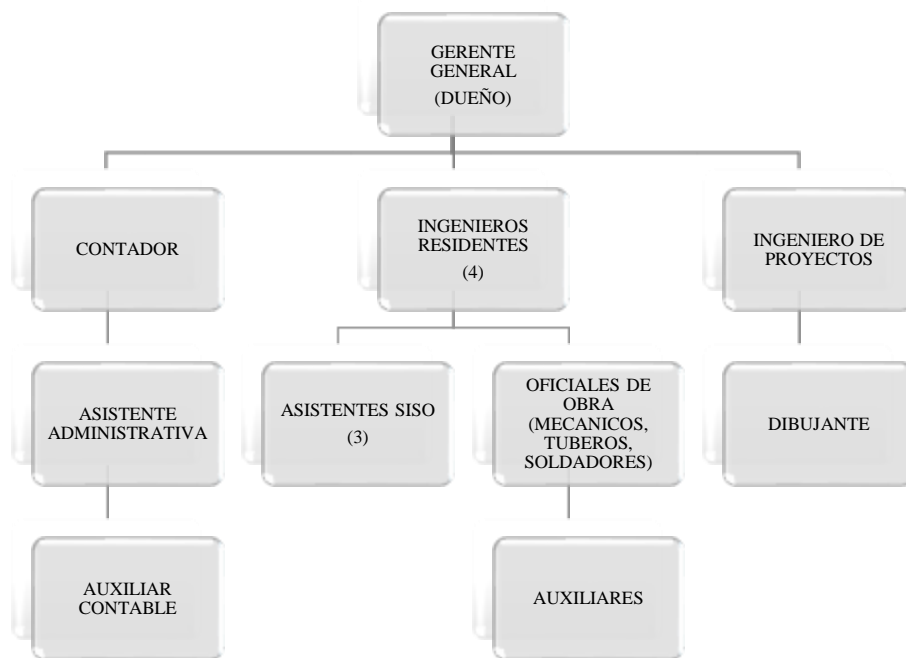 GERENTE
GENERAL
(DUEÑO)
CONTADOR
INGENIEROS
RESIDENTES
(4)
INGENIERO DE
PROYECTOS
ASISTENTE
ADMINISTRATIVA
ASISTENTES SISO
(3)
OFICIALES DE
OBRA
(MECANICOS,
TUBEROS,
SOLDADORES)
DIBUJANTE
AUXILIAR
CONTABLE
AUXILIARES